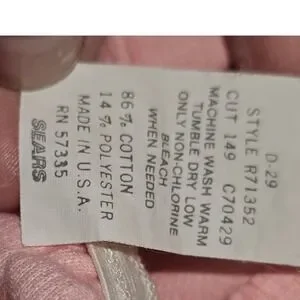 D-29
STYLE R71352
CUT 149 C70429
MACHINE WASH WARM
TUMBLE DRY LOW
ONLY NON-CHLORINE
BLEACH
WHEN NEEDED
86% COTTON
14% POLYESTER
MADE IN U.S.A.
RN 57335
SEARS